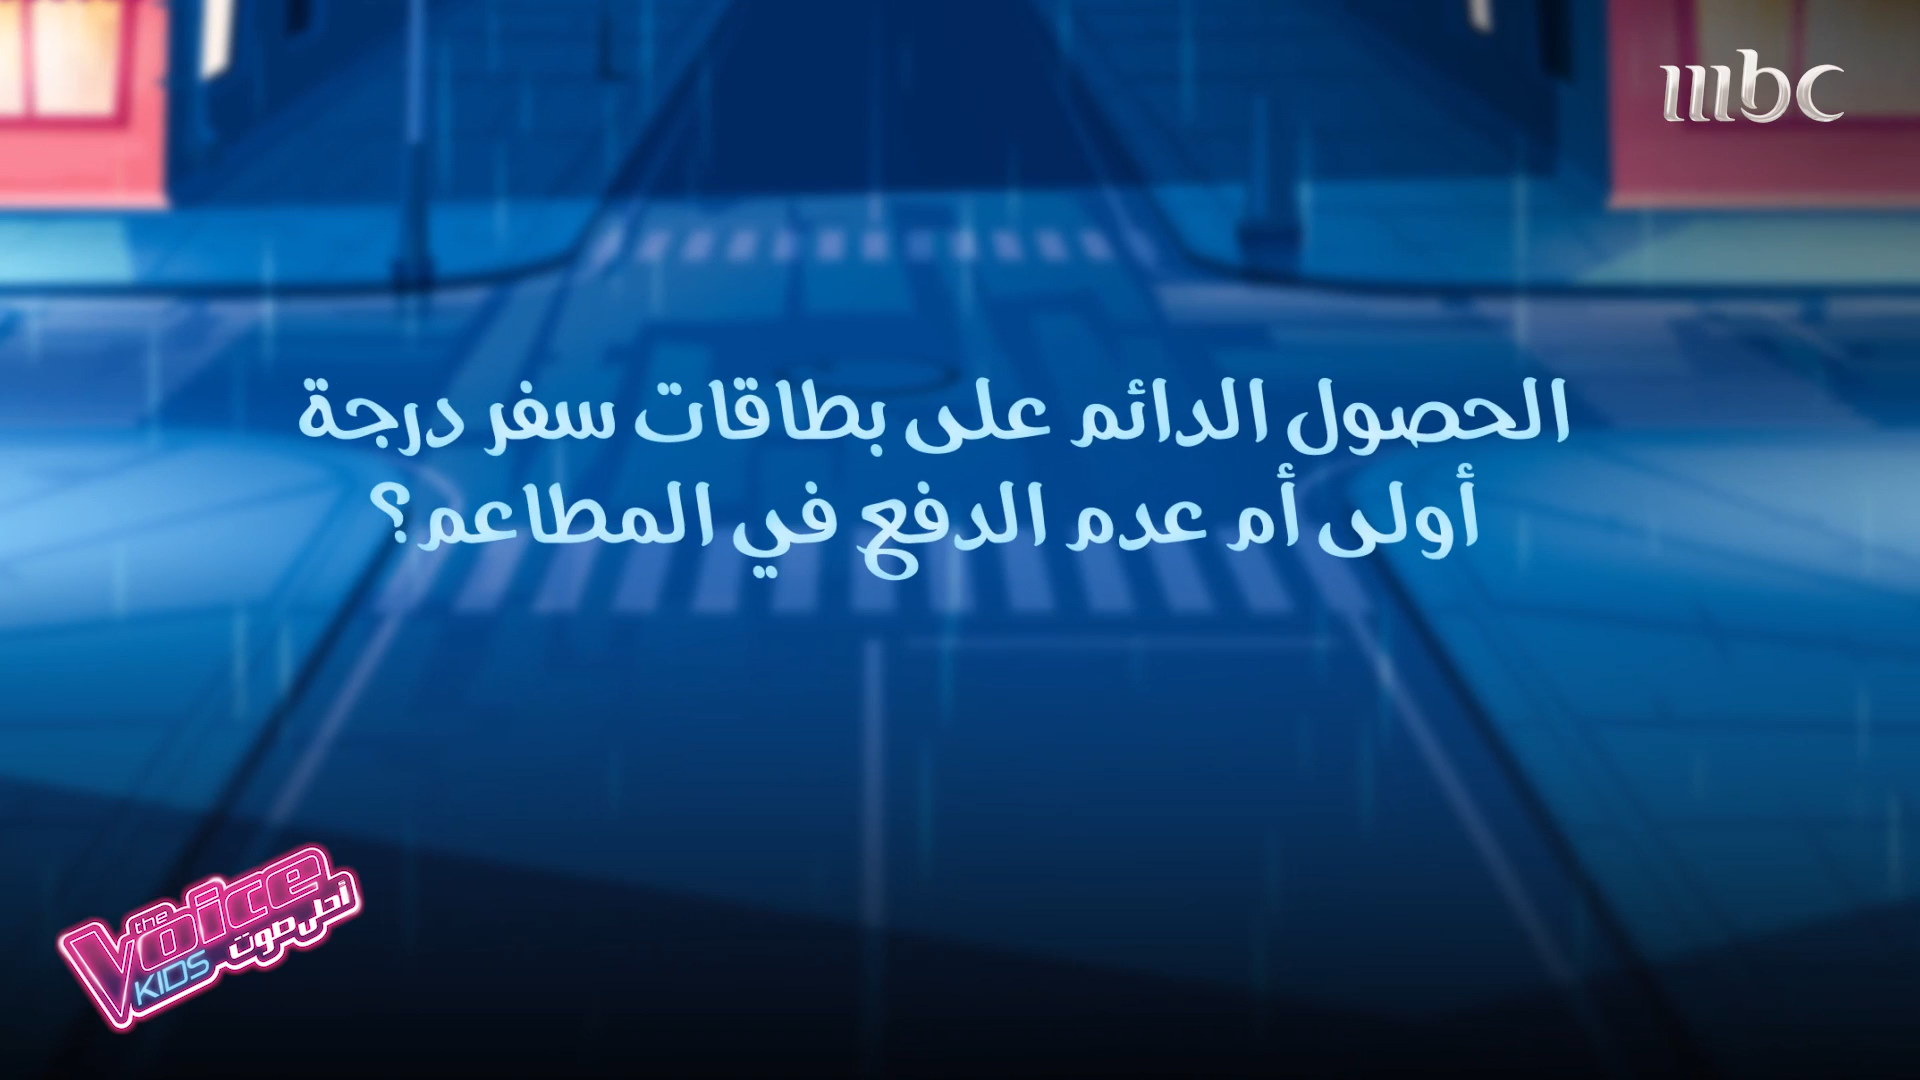 mbc
الحصول الدائم على بطاقات سفر درجة
أولى أم عدم الدفع في المطاعم؟
the
Voice
KIDS
أحلى صوت